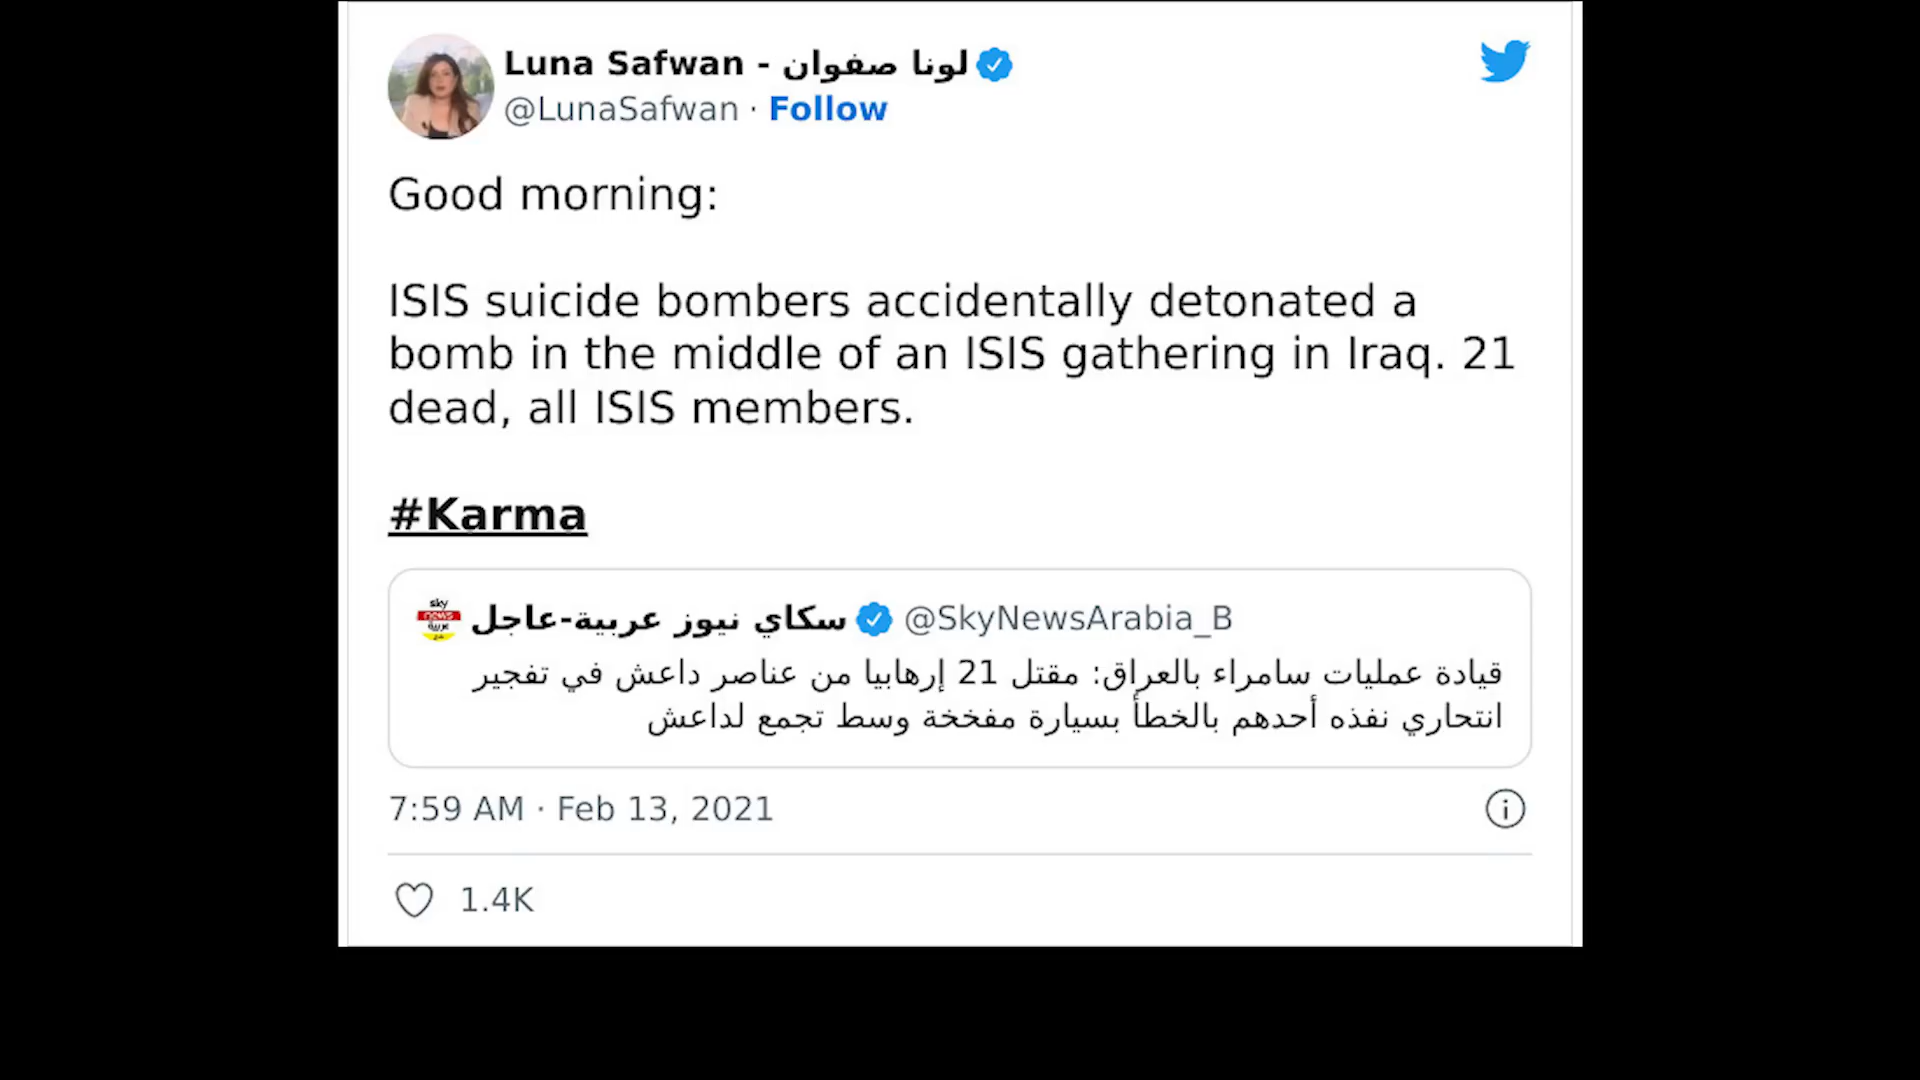 Luna Safwan - لونا صفوان
@LunaSafwan · Follow
Good morning:
ISIS suicide bombers accidentally detonated a
bomb in the middle of an ISIS gathering in Iraq. 21
dead, all ISIS members.
#Karma
sky
news
عربية
سكاي نيوز عربية-عاجل @SkyNewsArabia_B
قيادة عمليات سامراء بالعراق: مقتل 21 إرهابيا من عناصر داعش في تفجير
انتحاري نفذه أحدهم بالخطأ بسيارة مفخخة وسط تجمع لداعش
7:59 AM · Feb 13, 2021
1.4K